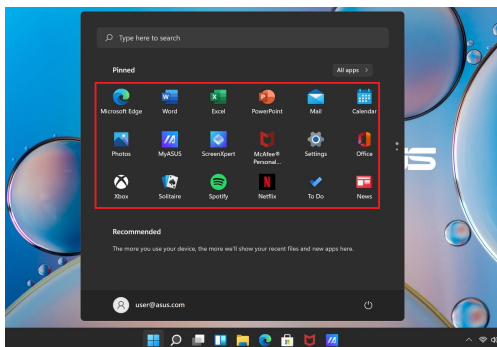 Type here to search
Pinned
All apps >
Microsoft Edge
Word
Excel
PowerPoint
Mail
Calendar
Photos
MyASUS
ScreenXpert
McAfee®
Personal...
Settings
Office
Xbox
Solitaire
Spotify
Netflix
To Do
News
Recommended
The more you use your device, the more we'll show your recent files and new apps here.
user@asus.com